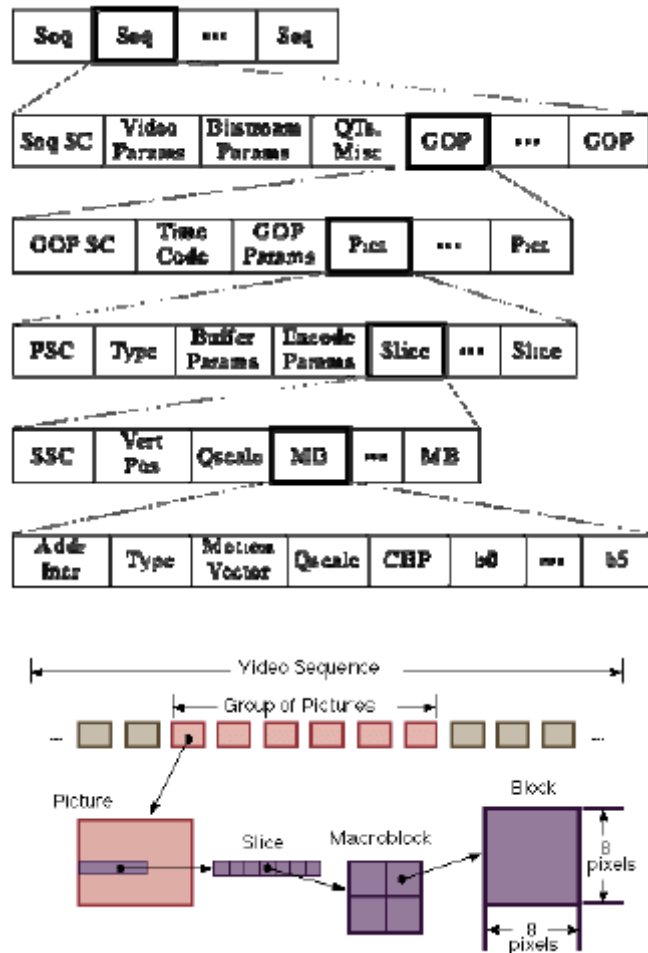 Seq Seq ... Seq
Seq SC Video Params Bitstream Params QTs, Misc GOP ... GOP
GOP SC Time Code GOP Params Pict ... Pict
PSC Type Buffer Params Encode Params Slice ... Slice
SSC Vert Pos Qscale MB ... MB
Addr Incr Type Motion Vector Qscale CBP b0 ... b5
Video Sequence
Group of Pictures
...
...
Picture
Slice
Macroblock
Block
8
pixels
8
pixels